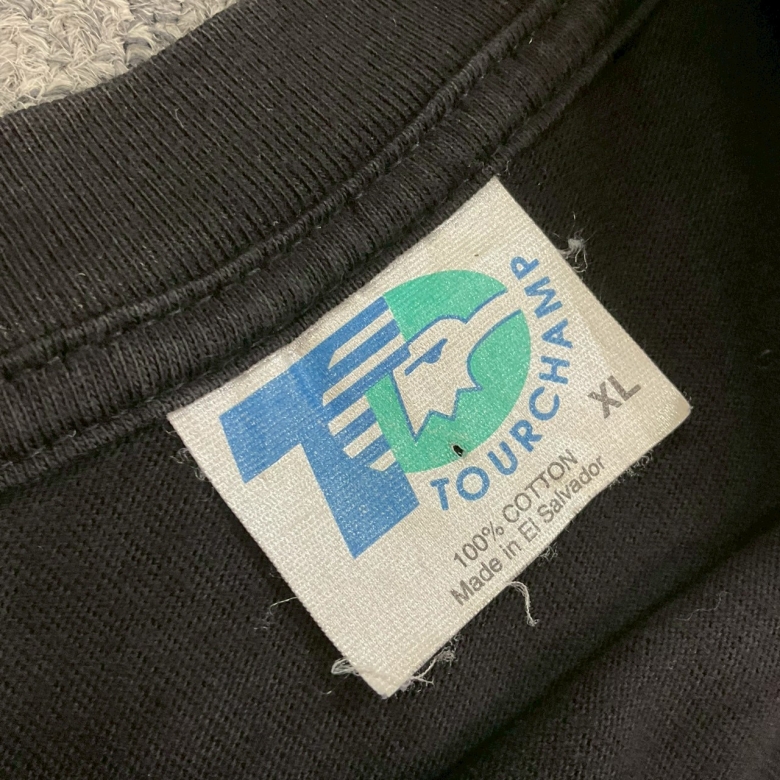 T
TOURCHAMP
XL
100% COTTON
Made in El Salvador